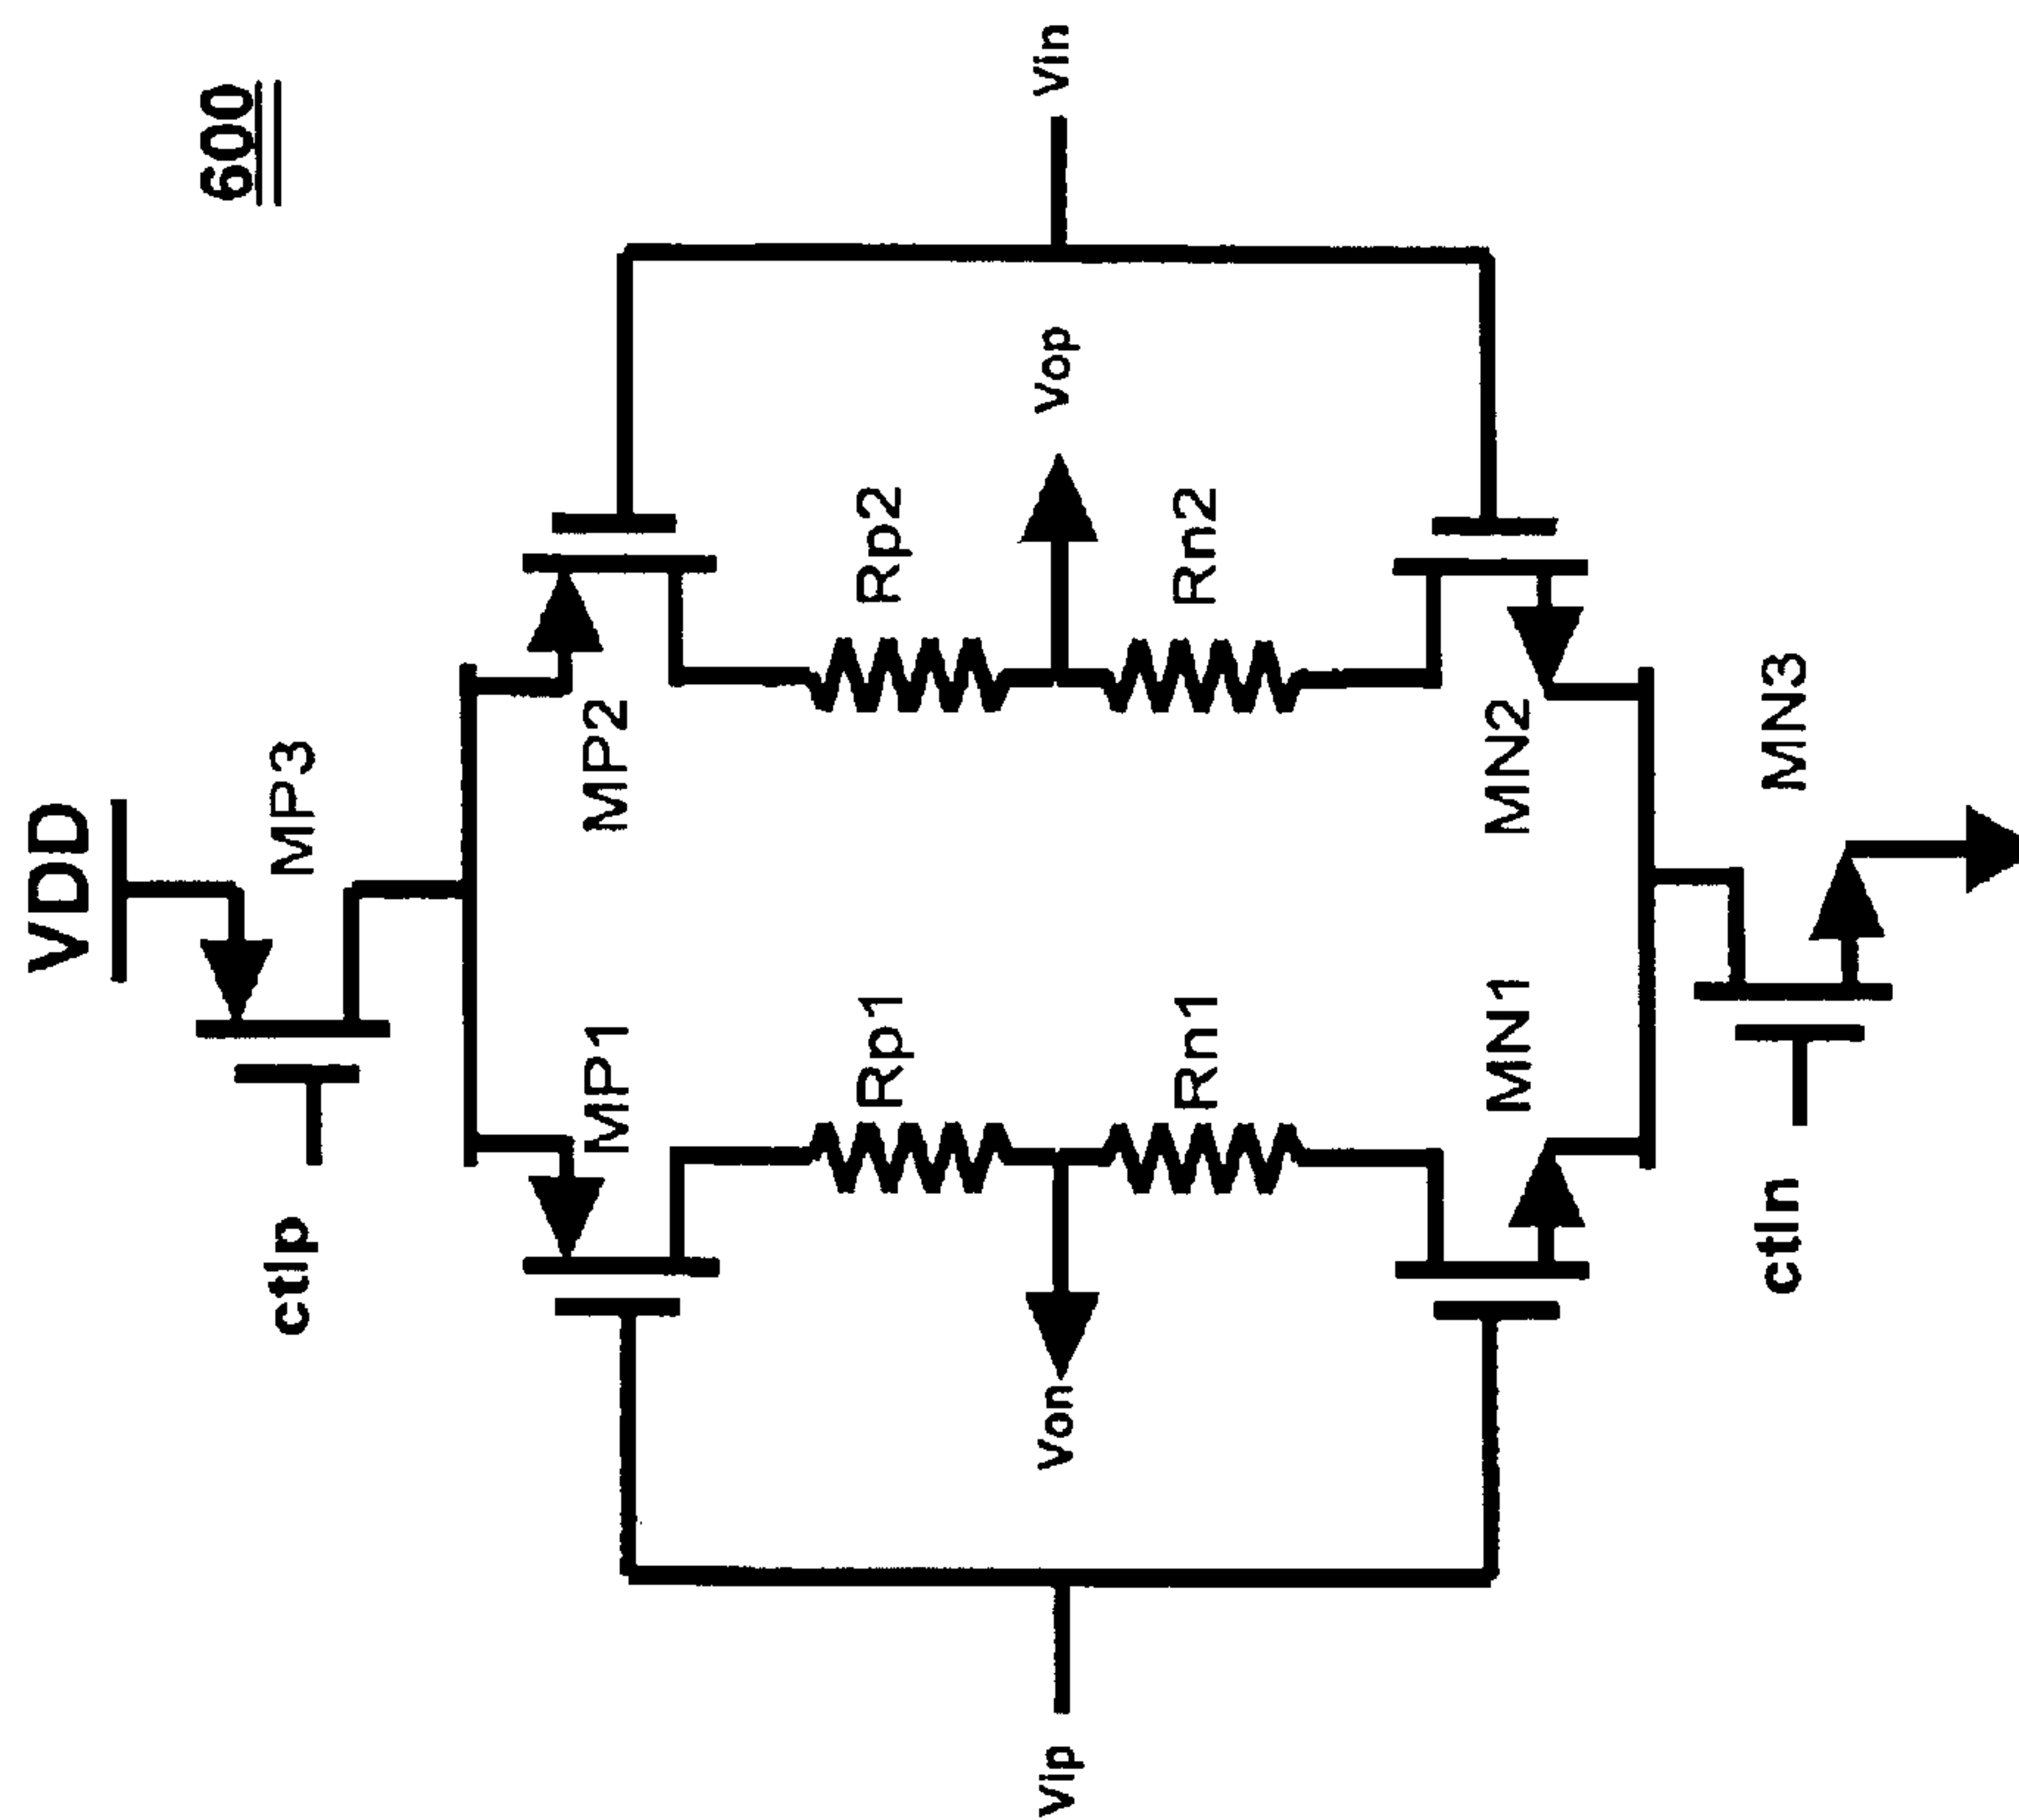 600
VDD
MP3
ctlp
MP1
MP2
Rp1
Rp2
Vip
Von
Vop
Vin
Rn1
Rn2
MN1
MN2
ctln
MN3